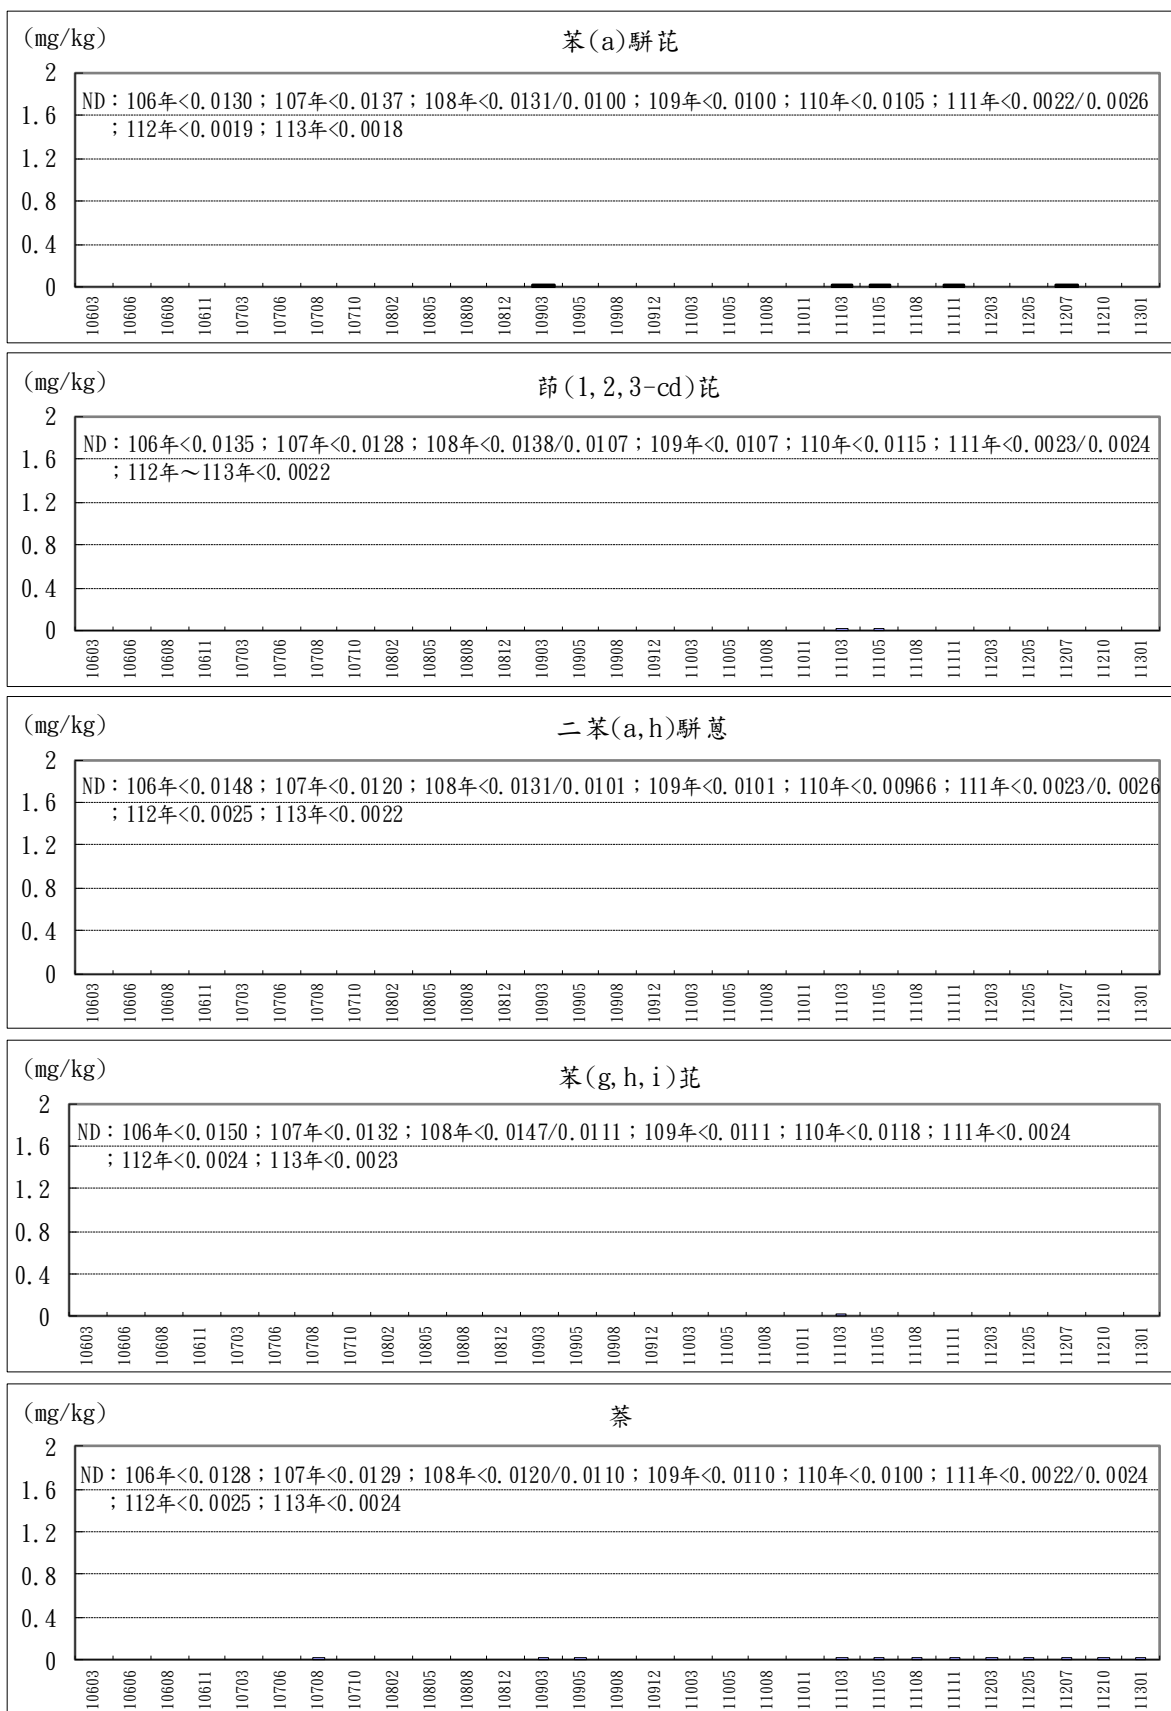 (mg/kg)
苯(a)駢芘
2
ND：106年<0.0130；107年<0.0137；108年<0.0131/0.0100；109年<0.0100；110年<0.0105；111年<0.0022/0.0026
1.6
；112年<0.0019；113年<0.0018
1.2
0.8
0.4
0
10603 10606 10608 10611 10703 10706 10708 10710 10802 10805 10808 10812 10903 10905 10908 10912 11003 11005 11008 11011 11103 11105 11108 11111 11203 11205 11207 11210 11301
(mg/kg)
茚(1,2,3-cd)芘
2
ND：106年<0.0135；107年<0.0128；108年<0.0138/0.0107；109年<0.0107；110年<0.0115；111年<0.0023/0.0024
1.6
；112年～113年<0.0022
1.2
0.8
0.4
0
10603 10606 10608 10611 10703 10706 10708 10710 10802 10805 10808 10812 10903 10905 10908 10912 11003 11005 11008 11011 11103 11105 11108 11111 11203 11205 11207 11210 11301
(mg/kg)
二苯(a,h)駢蒽
2
ND：106年<0.0148；107年<0.0120；108年<0.0131/0.0101；109年<0.0101；110年<0.00966；111年<0.0023/0.0026
1.6
；112年<0.0025；113年<0.0022
1.2
0.8
0.4
0
10603 10606 10608 10611 10703 10706 10708 10710 10802 10805 10808 10812 10903 10905 10908 10912 11003 11005 11008 11011 11103 11105 11108 11111 11203 11205 11207 11210 11301
(mg/kg)
苯(g,h,i)苝
2
ND：106年<0.0150；107年<0.0132；108年<0.0147/0.0111；109年<0.0111；110年<0.0118；111年<0.0024
1.6
；112年<0.0024；113年<0.0023
1.2
0.8
0.4
0
10603 10606 10608 10611 10703 10706 10708 10710 10802 10805 10808 10812 10903 10905 10908 10912 11003 11005 11008 11011 11103 11105 11108 11111 11203 11205 11207 11210 11301
(mg/kg)
萘
2
ND：106年<0.0128；107年<0.0129；108年<0.0120/0.0110；109年<0.0110；110年<0.0100；111年<0.0022/0.0024
1.6
；112年<0.0025；113年<0.0024
1.2
0.8
0.4
0
10603 10606 10608 10611 10703 10706 10708 10710 10802 10805 10808 10812 10903 10905 10908 10912 11003 11005 11008 11011 11103 11105 11108 11111 11203 11205 11207 11210 11301